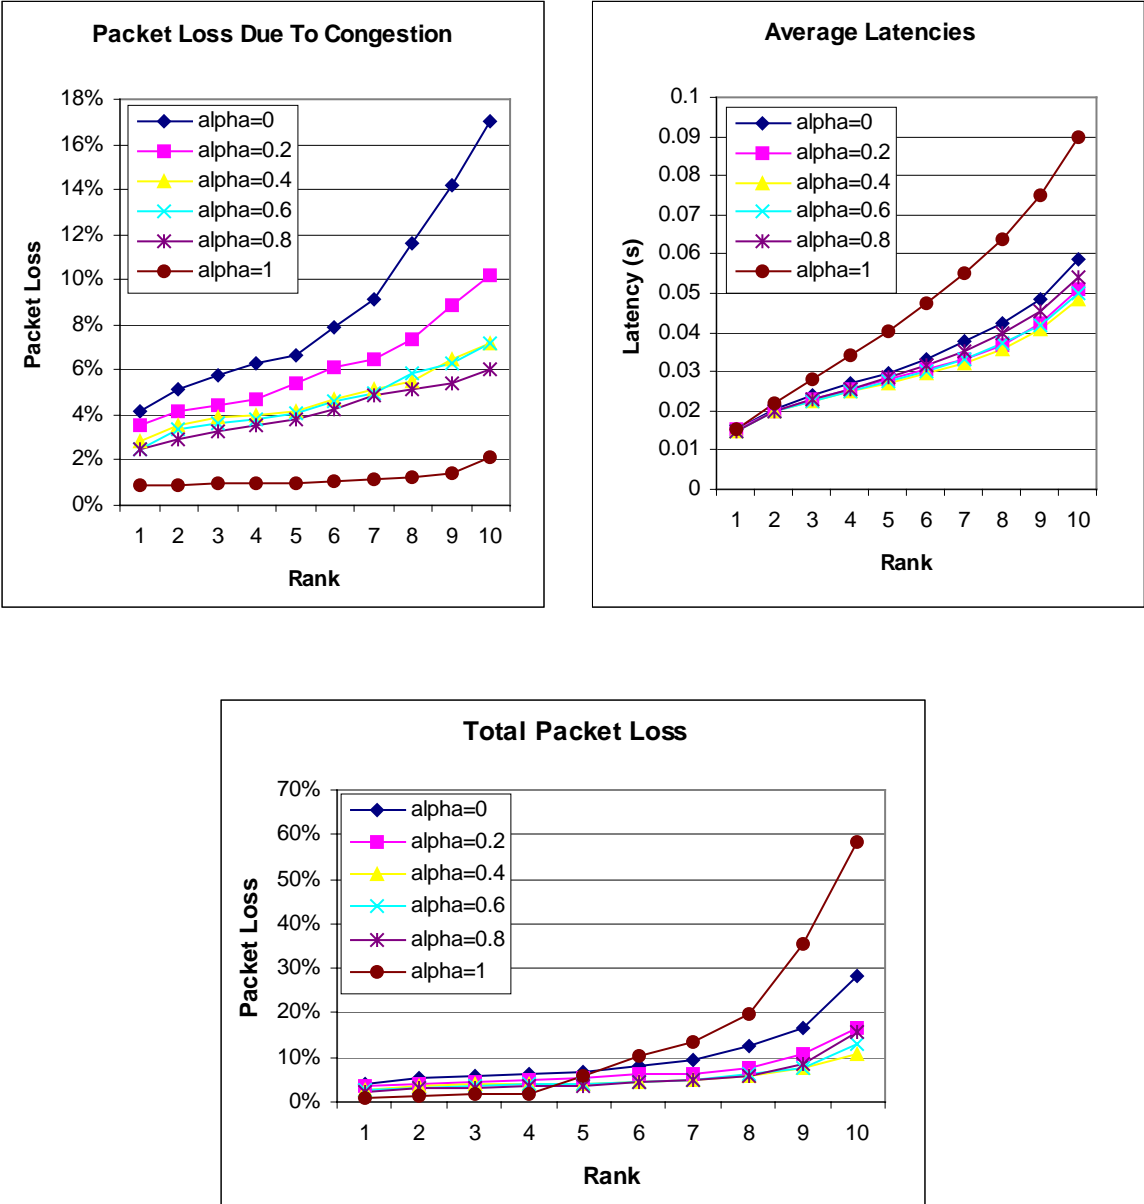 Packet Loss Due To Congestion
18%
16%
14%
12%
10%
8%
6%
4%
2%
0%
Packet Loss
alpha=0
alpha=0.2
alpha=0.4
alpha=0.6
alpha=0.8
alpha=1
1 2 3 4 5 6 7 8 9 10
Rank
Average Latencies
0.1
0.09
0.08
0.07
0.06
0.05
0.04
0.03
0.02
0.01
0
Latency (s)
alpha=0
alpha=0.2
alpha=0.4
alpha=0.6
alpha=0.8
alpha=1
1 2 3 4 5 6 7 8 9 10
Rank
Total Packet Loss
70%
60%
50%
40%
30%
20%
10%
0%
Packet Loss
alpha=0
alpha=0.2
alpha=0.4
alpha=0.6
alpha=0.8
alpha=1
1 2 3 4 5 6 7 8 9 10
Rank